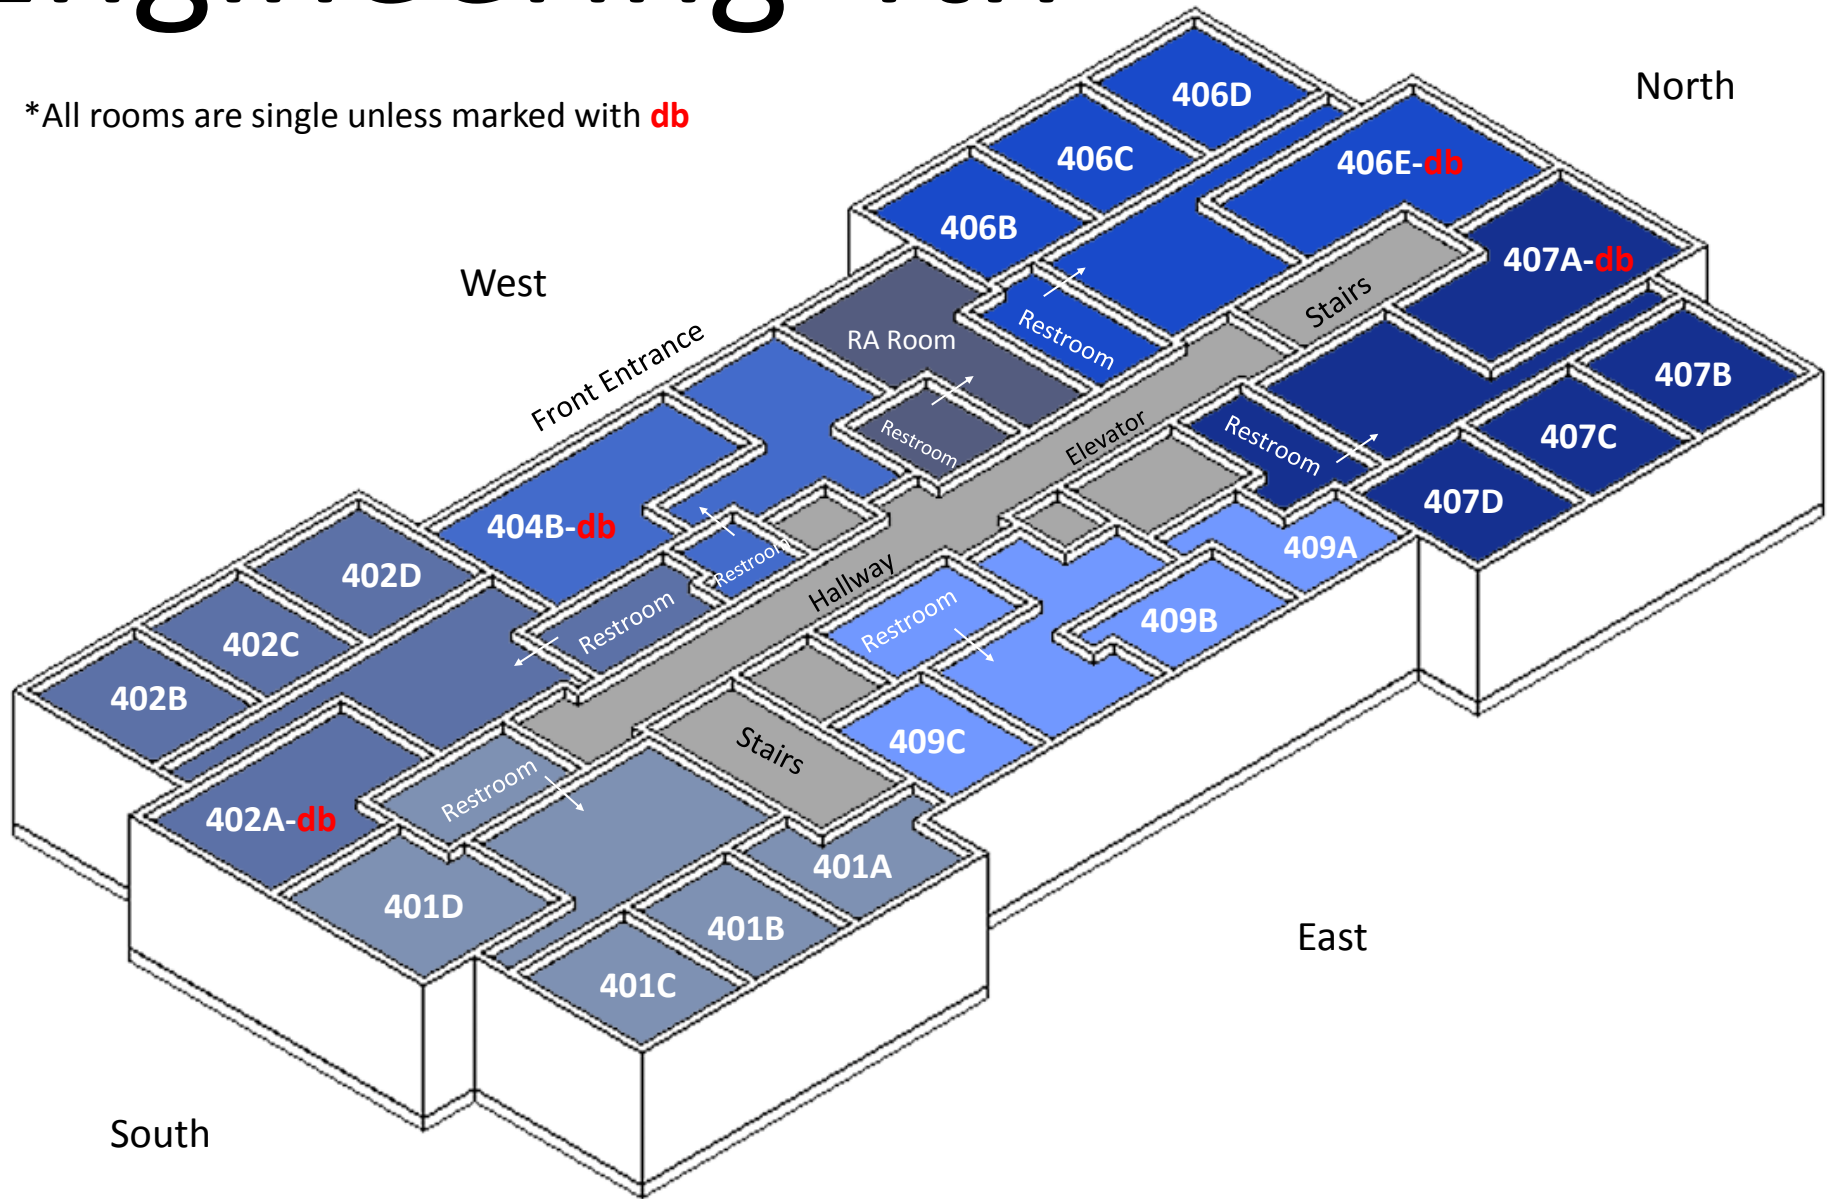 *All rooms are single unless marked with db
North
West
South
East
Front Entrance
406D
406C
406B
406E-db
407A-db
407B
407C
407D
RA Room
Restroom
Restroom
Restroom
Stairs
Elevator
Hallway
404B-db
Restroom
402D
402C
402B
402A-db
Restroom
409A
409B
409C
Restroom
Stairs
Restroom
401A
401B
401C
401D